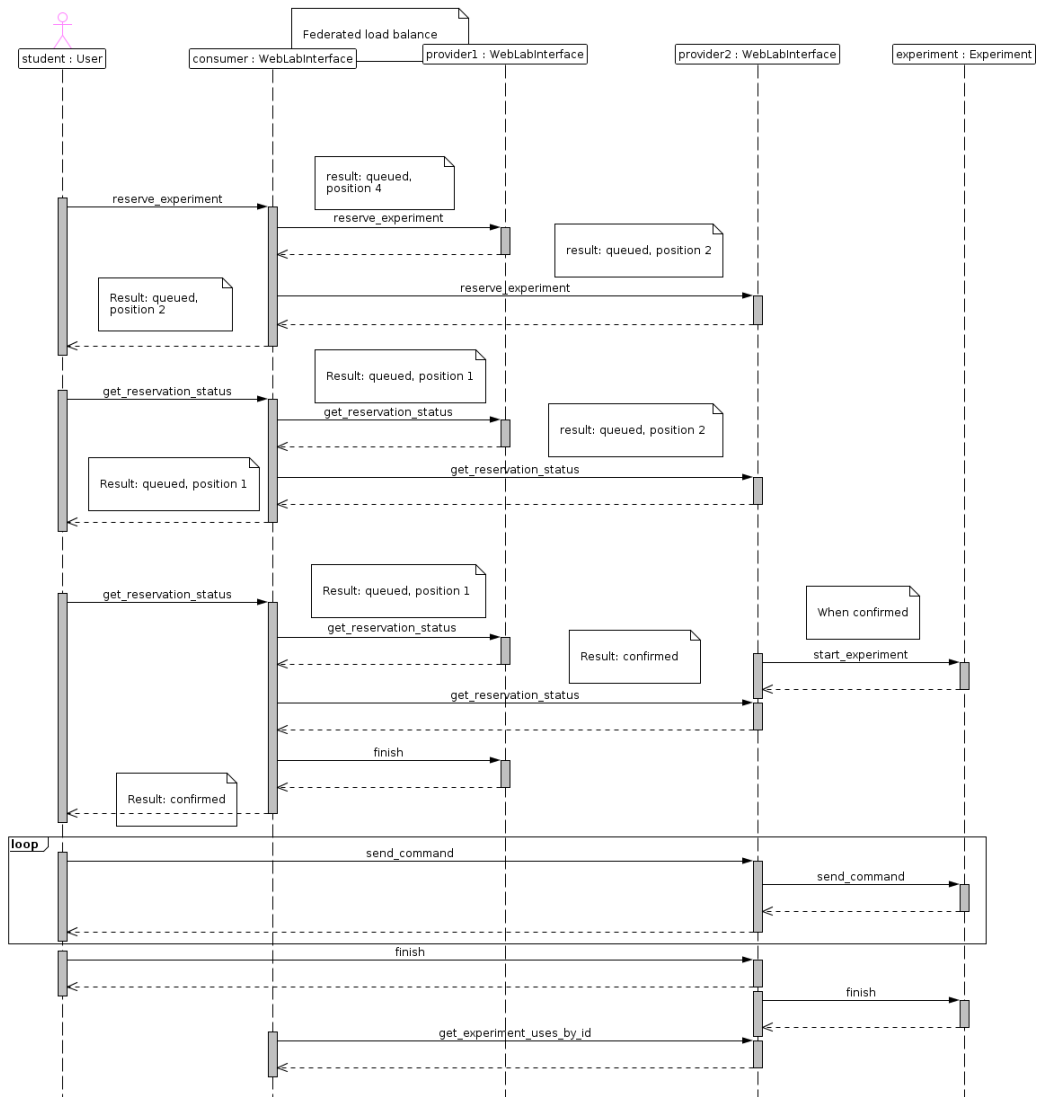 Federated load balance
student : User
consumer : WebLabInterface
provider1 : WebLabInterface
provider2 : WebLabInterface
experiment : Experiment
result: queued,
position 4
reserve_experiment
reserve_experiment
result: queued, position 2
Result: queued,
position 2
reserve_experiment
Result: queued, position 1
get_reservation_status
get_reservation_status
result: queued, position 2
get_reservation_status
Result: queued, position 1
Result: queued, position 1
get_reservation_status
When confirmed
get_reservation_status
Result: confirmed
start_experiment
get_reservation_status
finish
Result: confirmed
loop
send_command
send_command
finish
finish
get_experiment_uses_by_id